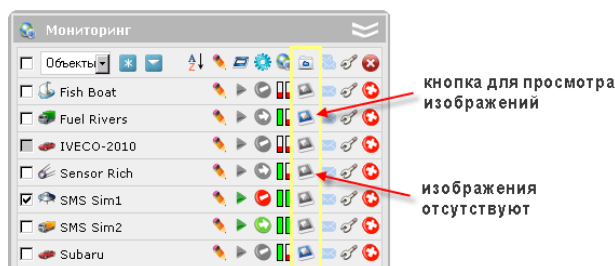 Мониторинг
Объекты
Fish Boat
кнопка для просмотра
изображений
Fuel Rivers
IVECO-2010
Sensor Rich
изображения
отсутствуют
SMS Sim1
SMS Sim2
Subaru